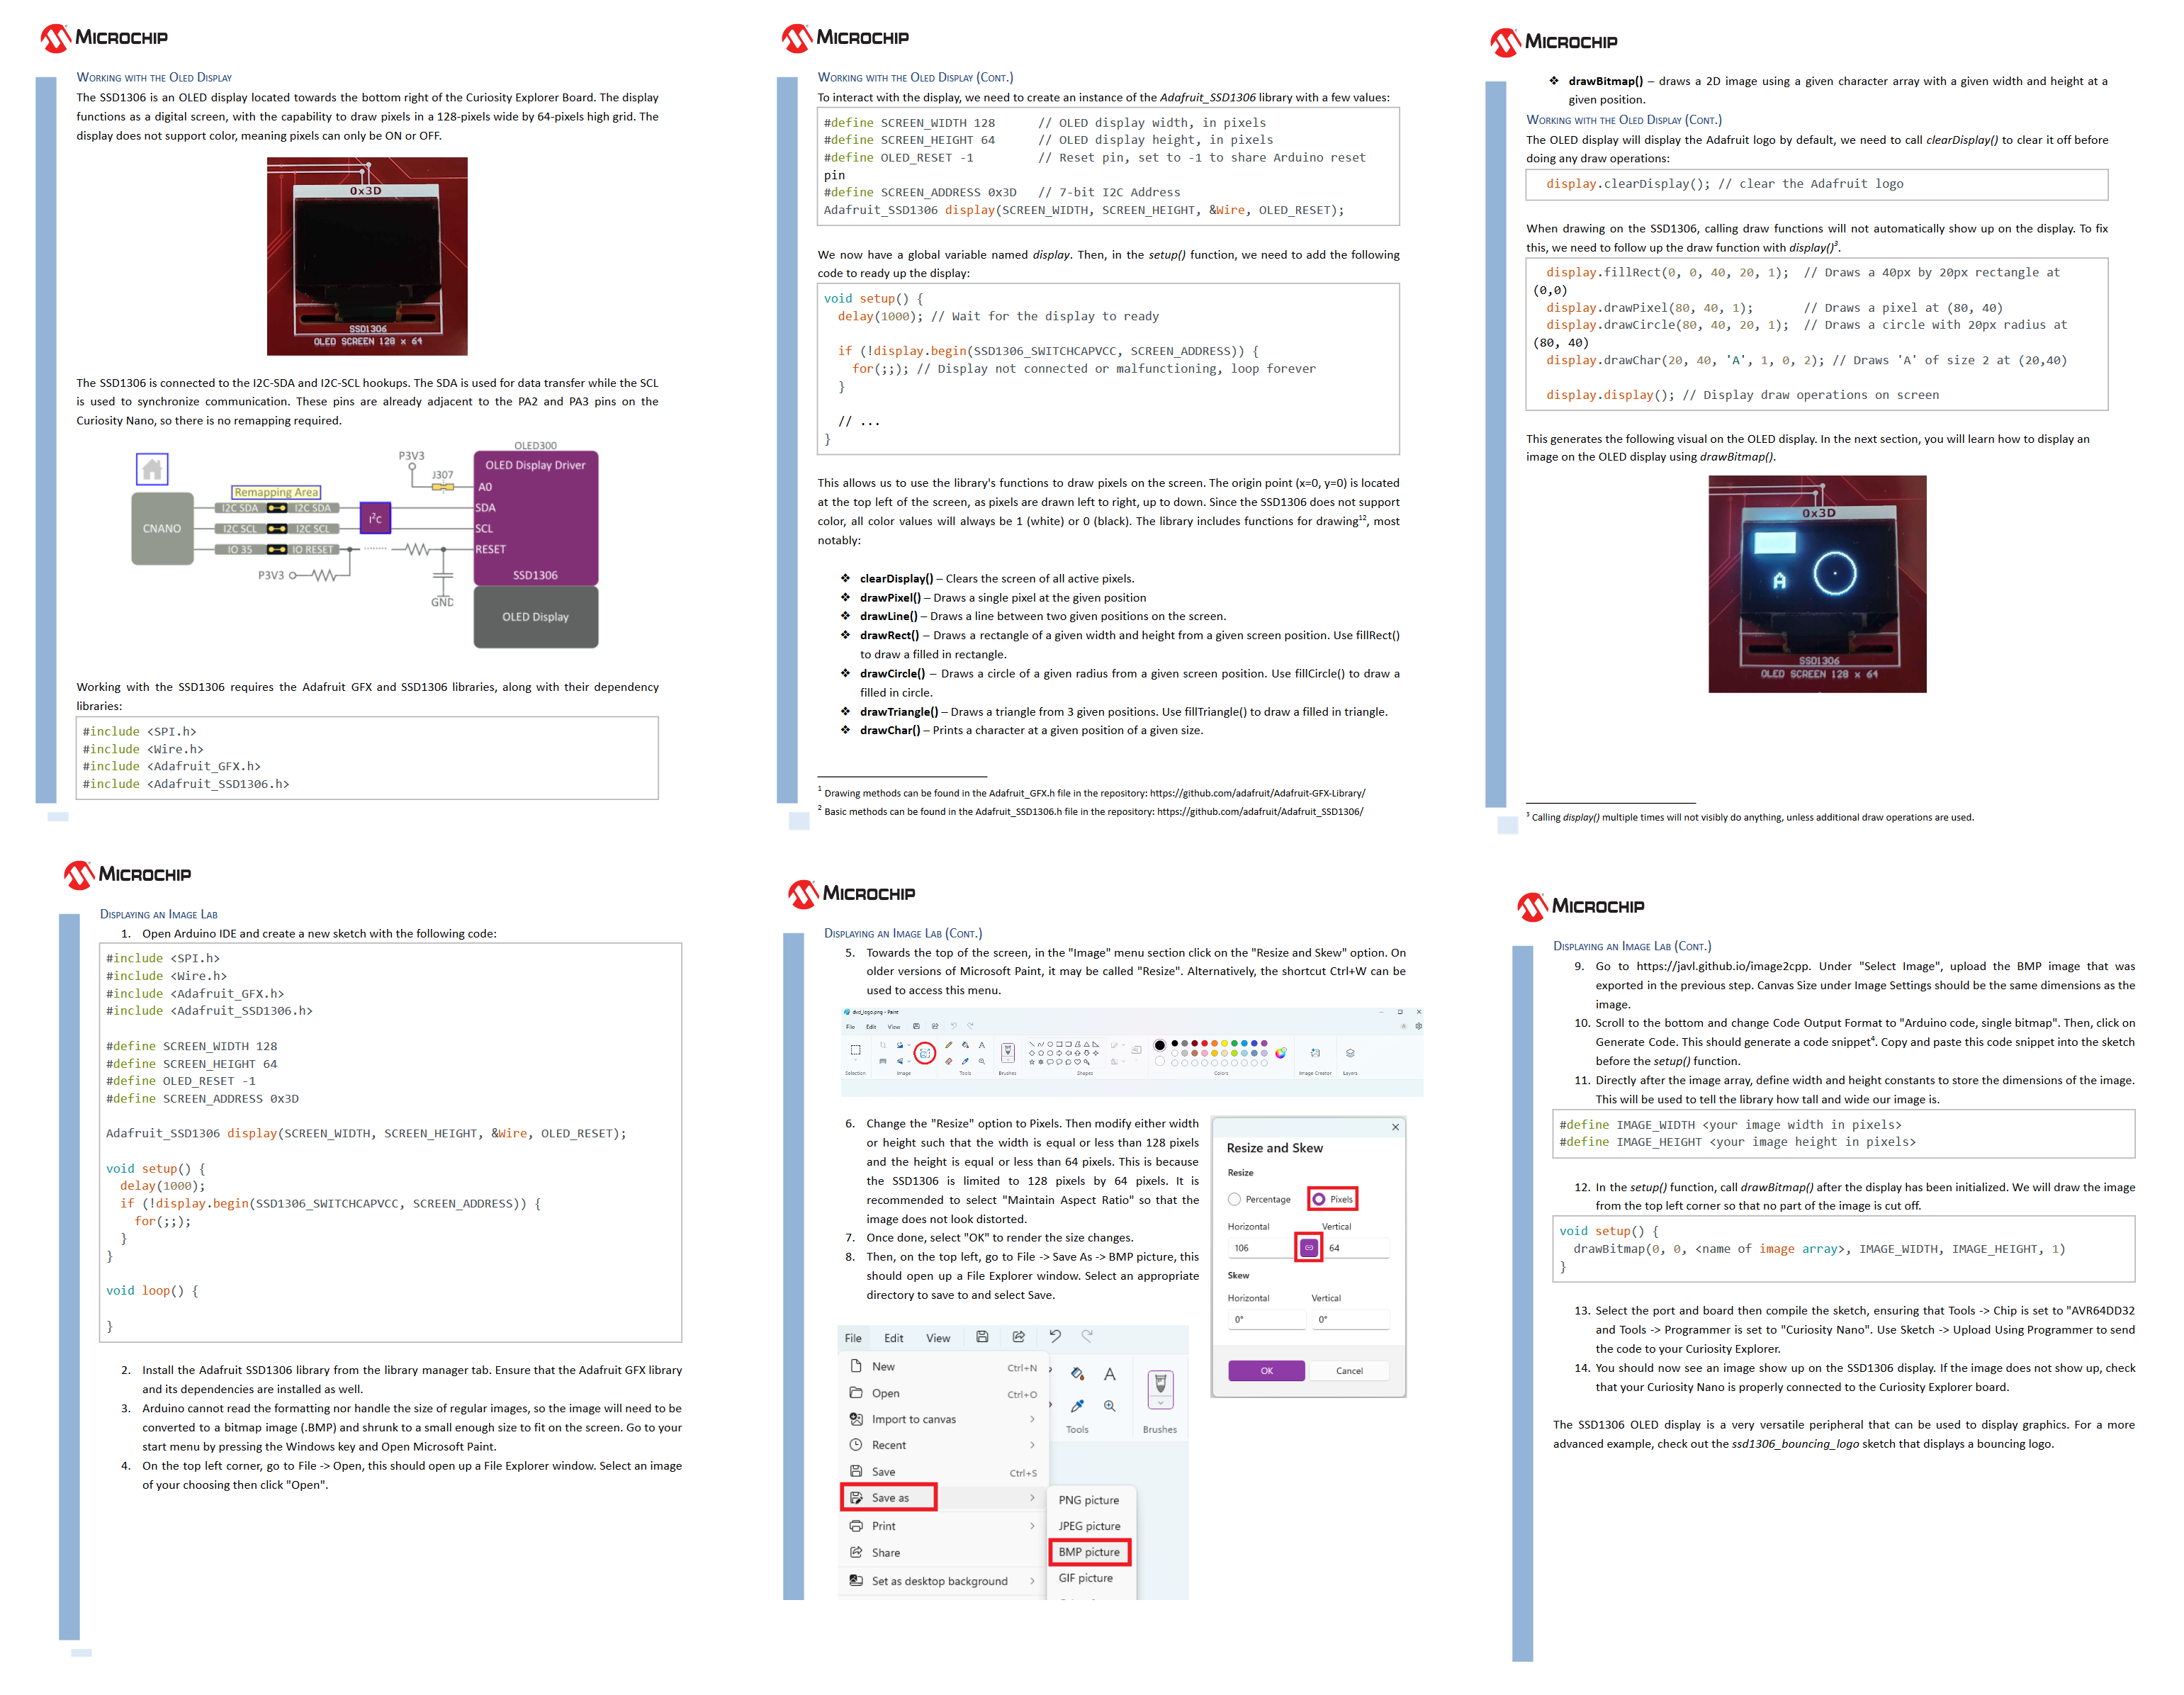 MICROCHIP
WORKING WITH THE OLED DISPLAY
The SSD1306 is an OLED display located towards the bottom right of the Curiosity Explorer Board. The display
functions as a digital screen, with the capability to draw pixels in a 128-pixels wide by 64-pixels high grid. The
display does not support color, meaning pixels can only be ON or OFF.
0x3D
SSD1306
OLED SCREEN 128 x 64
The SSD1306 is connected to the I2C-SDA and I2C-SCL hookups. The SDA is used for data transfer while the SCL
is used to synchronize communication. These pins are already adjacent to the PA2 and PA3 pins on the
Curiosity Nano, so there is no remapping required.
OLED300
P3V3
OLED Display Driver
J307
A0
Remapping Area
I2C SDA I2C SDA
SDA
CNANO
I²C
I2C SCL I2C SCL
SCL
IO 35 IO RESET
RESET
P3V3
SSD1306
GND
OLED Display
Working with the SSD1306 requires the Adafruit GFX and SSD1306 libraries, along with their dependency
libraries:
#include <SPI.h>
#include <Wire.h>
#include <Adafruit_GFX.h>
#include <Adafruit_SSD1306.h>
MICROCHIP
WORKING WITH THE OLED DISPLAY (CONT.)
To interact with the display, we need to create an instance of the Adafruit_SSD1306 library with a few values:
#define SCREEN_WIDTH 128 // OLED display width, in pixels
#define SCREEN_HEIGHT 64 // OLED display height, in pixels
#define OLED_RESET -1 // Reset pin, set to -1 to share Arduino reset
pin
#define SCREEN_ADDRESS 0x3D // 7-bit I2C Address
Adafruit_SSD1306 display(SCREEN_WIDTH, SCREEN_HEIGHT, &Wire, OLED_RESET);
We now have a global variable named display. Then, in the setup() function, we need to add the following
code to ready up the display:
void setup() {
delay(1000); // Wait for the display to ready
if (!display.begin(SSD1306_SWITCHCAPVCC, SCREEN_ADDRESS)) {
for(;;); // Display not connected or malfunctioning, loop forever
}
// ...
}
This allows us to use the library's functions to draw pixels on the screen. The origin point (x=0, y=0) is located
at the top left of the screen, as pixels are drawn left to right, up to down. Since the SSD1306 does not support
color, all color values will always be 1 (white) or 0 (black). The library includes functions for drawing¹², most
notably:
❖ clearDisplay() – Clears the screen of all active pixels.
❖ drawPixel() – Draws a single pixel at the given position
❖ drawLine() – Draws a line between two given positions on the screen.
❖ drawRect() – Draws a rectangle of a given width and height from a given screen position. Use fillRect()
to draw a filled in rectangle.
❖ drawCircle() – Draws a circle of a given radius from a given screen position. Use fillCircle() to draw a
filled in circle.
❖ drawTriangle() – Draws a triangle from 3 given positions. Use fillTriangle() to draw a filled in triangle.
❖ drawChar() – Prints a character at a given position of a given size.
¹ Drawing methods can be found in the Adafruit_GFX.h file in the repository: https://github.com/adafruit/Adafruit-GFX-Library/
² Basic methods can be found in the Adafruit_SSD1306.h file in the repository: https://github.com/adafruit/Adafruit_SSD1306/
MICROCHIP
❖ drawBitmap() – draws a 2D image using a given character array with a given width and height at a
given position.
WORKING WITH THE OLED DISPLAY (CONT.)
The OLED display will display the Adafruit logo by default, we need to call clearDisplay() to clear it off before
doing any draw operations:
display.clearDisplay(); // clear the Adafruit logo
When drawing on the SSD1306, calling draw functions will not automatically show up on the display. To fix
this, we need to follow up the draw function with display()³.
display.fillRect(0, 0, 40, 20, 1); // Draws a 40px by 20px rectangle at
(0,0)
display.drawPixel(80, 40, 1); // Draws a pixel at (80, 40)
display.drawCircle(80, 40, 20, 1); // Draws a circle with 20px radius at
(80, 40)
display.drawChar(20, 40, 'A', 1, 0, 2); // Draws 'A' of size 2 at (20,40)
display.display(); // Display draw operations on screen
This generates the following visual on the OLED display. In the next section, you will learn how to display an
image on the OLED display using drawBitmap().
0x3D
A
SSD1306
OLED SCREEN 128 x 64
³ Calling display() multiple times will not visibly do anything, unless additional draw operations are used.
MICROCHIP
DISPLAYING AN IMAGE LAB
1. Open Arduino IDE and create a new sketch with the following code:
#include <SPI.h>
#include <Wire.h>
#include <Adafruit_GFX.h>
#include <Adafruit_SSD1306.h>
#define SCREEN_WIDTH 128
#define SCREEN_HEIGHT 64
#define OLED_RESET -1
#define SCREEN_ADDRESS 0x3D
Adafruit_SSD1306 display(SCREEN_WIDTH, SCREEN_HEIGHT, &Wire, OLED_RESET);
void setup() {
delay(1000);
if (!display.begin(SSD1306_SWITCHCAPVCC, SCREEN_ADDRESS)) {
for(;;);
}
}
void loop() {
}
2. Install the Adafruit SSD1306 library from the library manager tab. Ensure that the Adafruit GFX library
and its dependencies are installed as well.
3. Arduino cannot read the formatting nor handle the size of regular images, so the image will need to be
converted to a bitmap image (.BMP) and shrunk to a small enough size to fit on the screen. Go to your
start menu by pressing the Windows key and Open Microsoft Paint.
4. On the top left corner, go to File -> Open, this should open up a File Explorer window. Select an image
of your choosing then click "Open".
MICROCHIP
DISPLAYING AN IMAGE LAB (CONT.)
5. Towards the top of the screen, in the "Image" menu section click on the "Resize and Skew" option. On
older versions of Microsoft Paint, it may be called "Resize". Alternatively, the shortcut Ctrl+W can be
used to access this menu.
dvd_logo.png - Paint
File Edit View
Selection Image Tools Brushes Shapes Colors Image Creator Layers
6. Change the "Resize" option to Pixels. Then modify either width
or height such that the width is equal or less than 128 pixels
and the height is equal or less than 64 pixels. This is because
the SSD1306 is limited to 128 pixels by 64 pixels. It is
recommended to select "Maintain Aspect Ratio" so that the
image does not look distorted.
7. Once done, select "OK" to render the size changes.
8. Then, on the top left, go to File -> Save As -> BMP picture, this
should open up a File Explorer window. Select an appropriate
directory to save to and select Save.
Resize and Skew
Resize
Percentage Pixels
Horizontal Vertical
106 64
Skew
Horizontal Vertical
0° 0°
OK Cancel
File Edit View
New Ctrl+N
Open Ctrl+O
Import to canvas
Recent
Save Ctrl+S
Save as
Print
Share
Set as desktop background
A
Tools Brushes
PNG picture
JPEG picture
BMP picture
GIF picture
MICROCHIP
DISPLAYING AN IMAGE LAB (CONT.)
9. Go to https://javl.github.io/image2cpp. Under "Select Image", upload the BMP image that was
exported in the previous step. Canvas Size under Image Settings should be the same dimensions as the
image.
10. Scroll to the bottom and change Code Output Format to "Arduino code, single bitmap". Then, click on
Generate Code. This should generate a code snippet⁴. Copy and paste this code snippet into the sketch
before the setup() function.
11. Directly after the image array, define width and height constants to store the dimensions of the image.
This will be used to tell the library how tall and wide our image is.
#define IMAGE_WIDTH <your image width in pixels>
#define IMAGE_HEIGHT <your image height in pixels>
12. In the setup() function, call drawBitmap() after the display has been initialized. We will draw the image
from the top left corner so that no part of the image is cut off.
void setup() {
drawBitmap(0, 0, <name of image array>, IMAGE_WIDTH, IMAGE_HEIGHT, 1)
}
13. Select the port and board then compile the sketch, ensuring that Tools -> Chip is set to "AVR64DD32
and Tools -> Programmer is set to "Curiosity Nano". Use Sketch -> Upload Using Programmer to send
the code to your Curiosity Explorer.
14. You should now see an image show up on the SSD1306 display. If the image does not show up, check
that your Curiosity Nano is properly connected to the Curiosity Explorer board.
The SSD1306 OLED display is a very versatile peripheral that can be used to display graphics. For a more
advanced example, check out the ssd1306_bouncing_logo sketch that displays a bouncing logo.